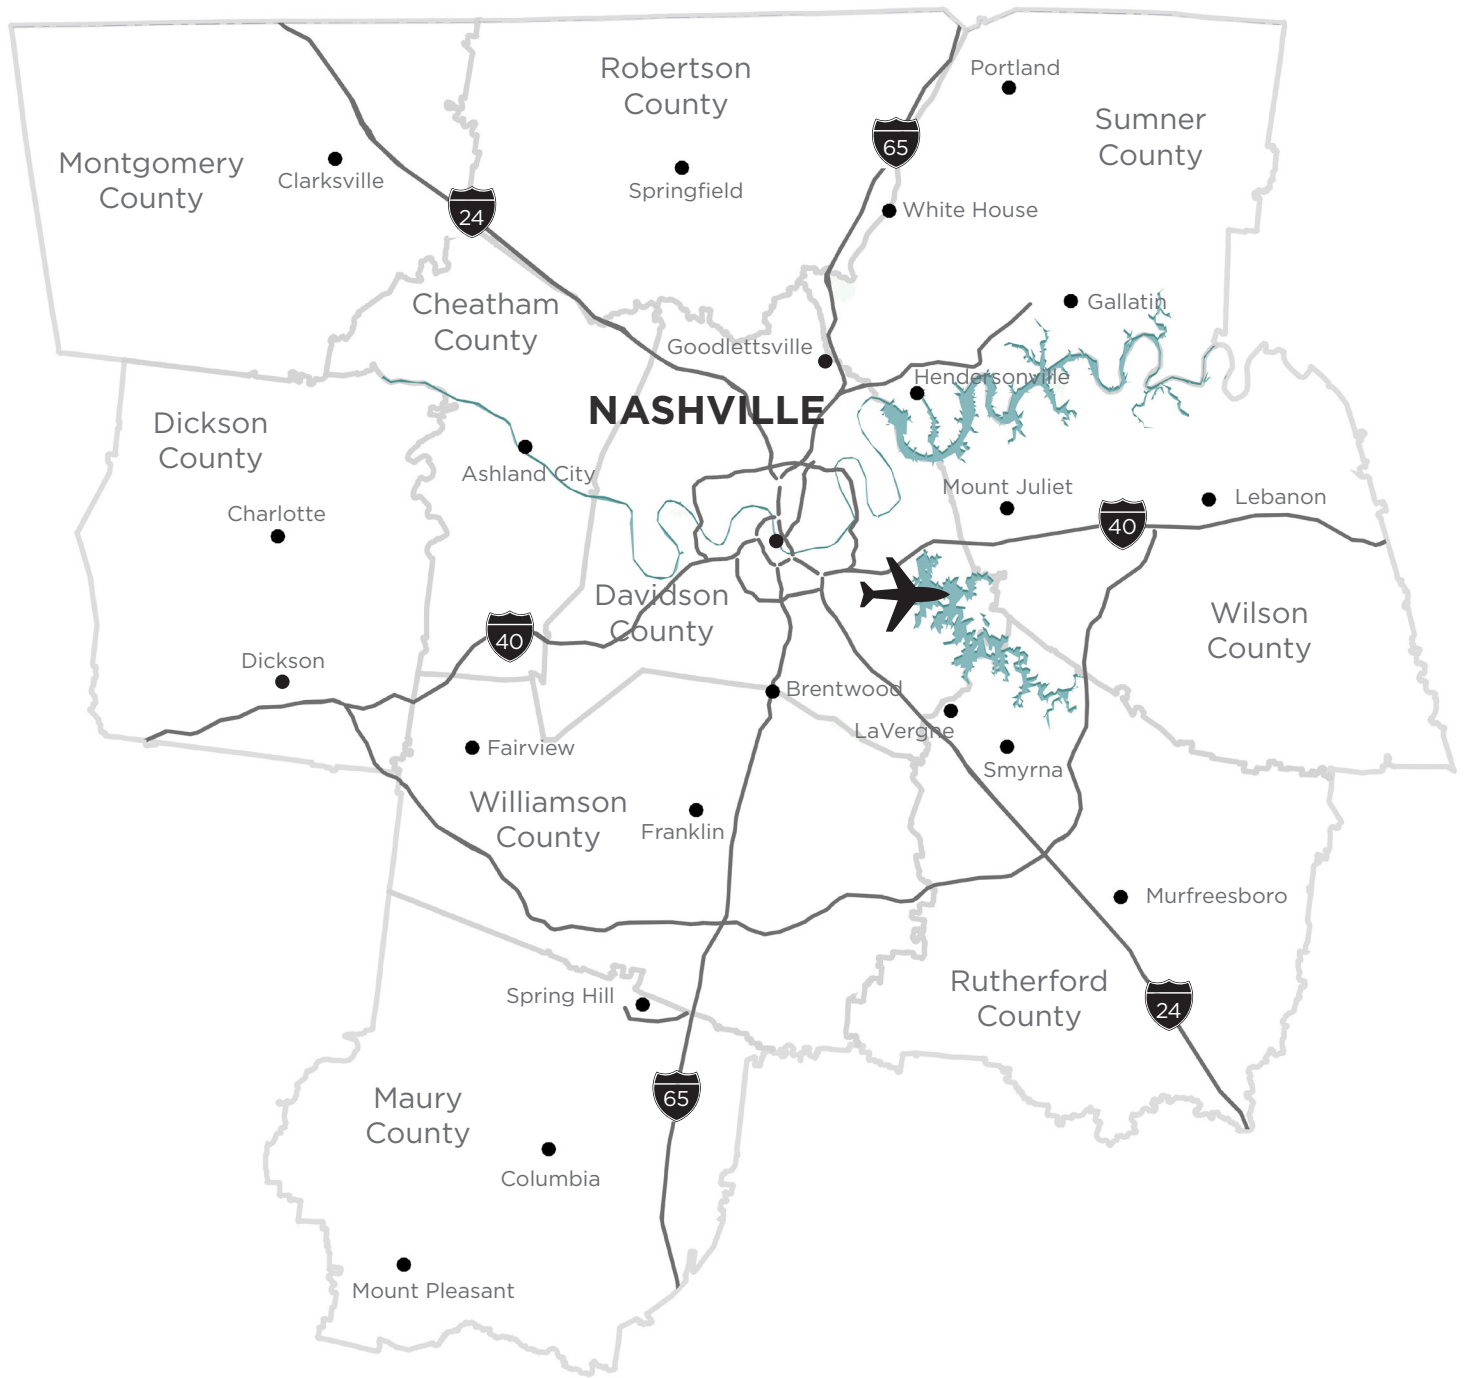 Portland
Robertson
County
Sumner
County
65
Montgomery
County
Clarksville
Springfield
24
White House
Cheatham
County
Gallatin
Goodlettsville
Hendersonville
NASHVILLE
Dickson
County
Ashland City
Mount Juliet
Lebanon
Charlotte
40
Davidson
County
Wilson
County
40
Dickson
Brentwood
LaVergne
Fairview
Smyrna
Williamson
County
Franklin
Murfreesboro
Spring Hill
Rutherford
County
24
65
Maury
County
Columbia
Mount Pleasant